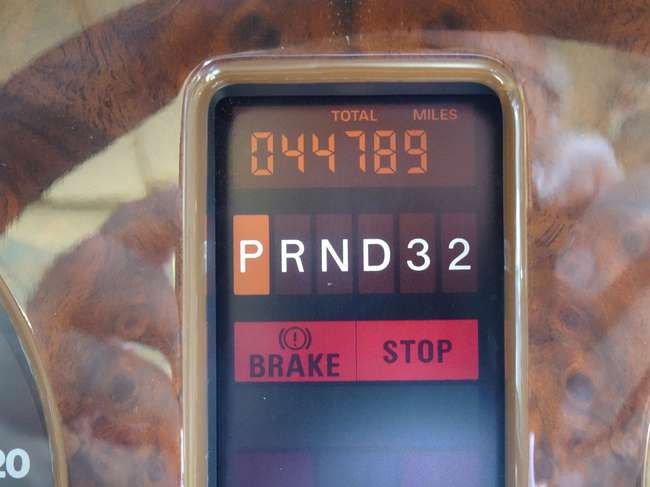 TOTAL MILES
044789
PRND32
BRAKE STOP
20